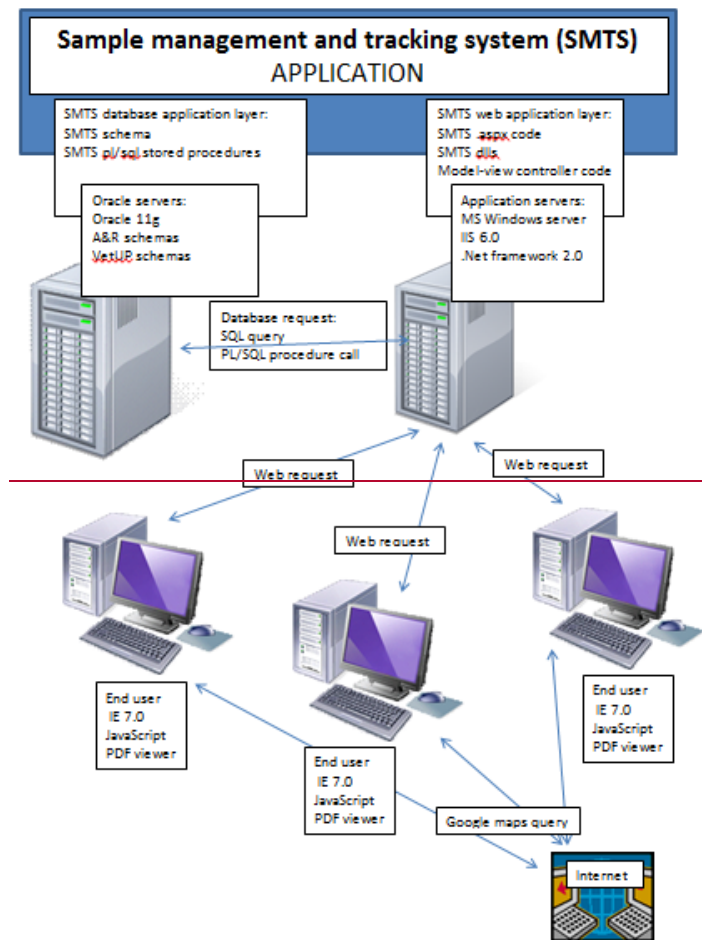 Sample management and tracking system (SMTS)
APPLICATION
SMTS database application layer:
SMTS schema
SMTS pl/sql stored procedures
SMTS web application layer:
SMTS .aspx code
SMTS dlls
Model-view controller code
Oracle servers:
Oracle 11g
A&R schemas
VetUP schemas
Application servers:
MS Windows server
IIS 6.0
.Net framework 2.0
Database request:
SQL query
PL/SQL procedure call
Web request
Web request
Web request
End user
IE 7.0
JavaScript
PDF viewer
End user
IE 7.0
JavaScript
PDF viewer
End user
IE 7.0
JavaScript
PDF viewer
Google maps query
Internet